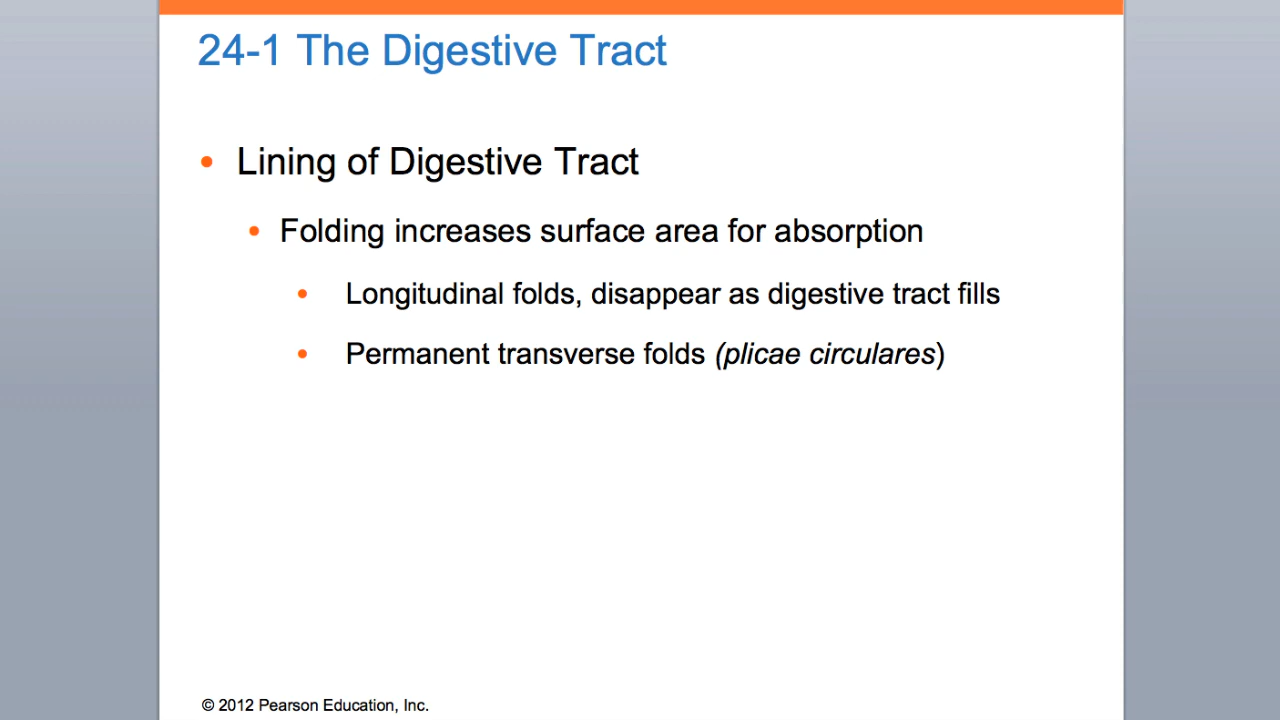 24-1 The Digestive Tract
• Lining of Digestive Tract
• Folding increases surface area for absorption
• Longitudinal folds, disappear as digestive tract fills
• Permanent transverse folds (plicae circulares)
© 2012 Pearson Education, Inc.